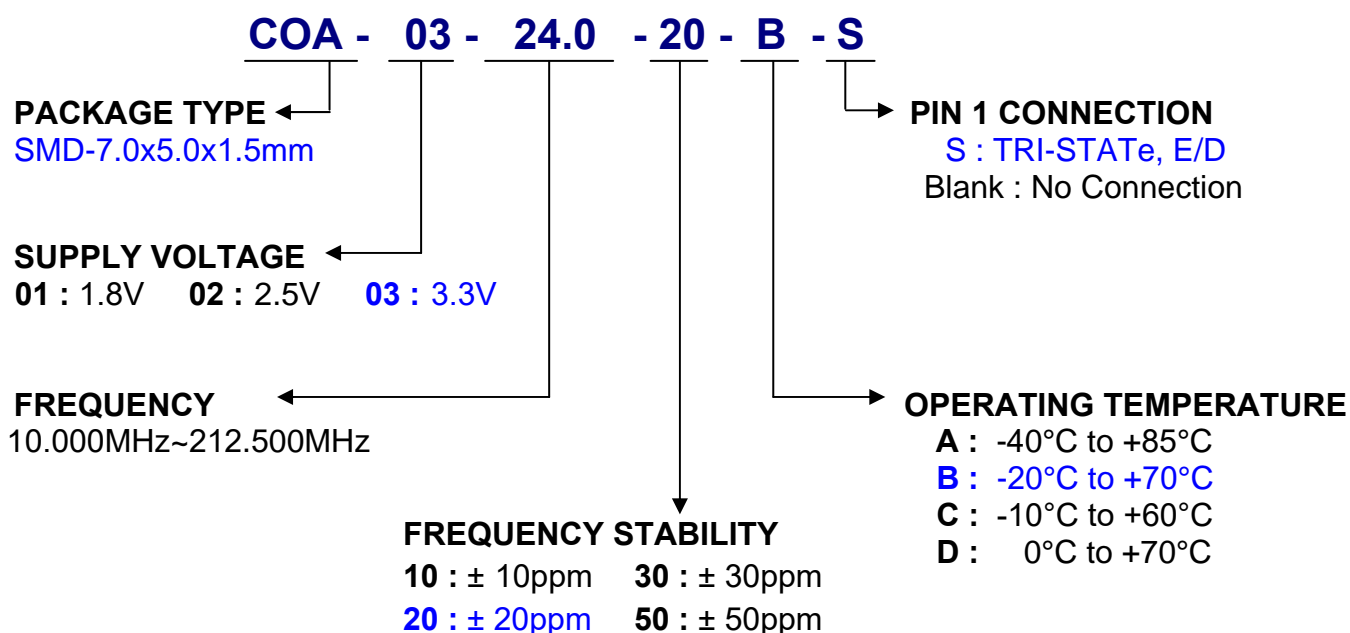 COA - 03 - 24.0 - 20 - B - S
PACKAGE TYPE
SMD-7.0x5.0x1.5mm
PIN 1 CONNECTION
S : TRI-STATe, E/D
Blank : No Connection
SUPPLY VOLTAGE
01 : 1.8V 02 : 2.5V 03 : 3.3V
FREQUENCY
10.000MHz~212.500MHz
OPERATING TEMPERATURE
A : -40°C to +85°C
B : -20°C to +70°C
C : -10°C to +60°C
D : 0°C to +70°C
FREQUENCY STABILITY
10 : ± 10ppm 30 : ± 30ppm
20 : ± 20ppm 50 : ± 50ppm